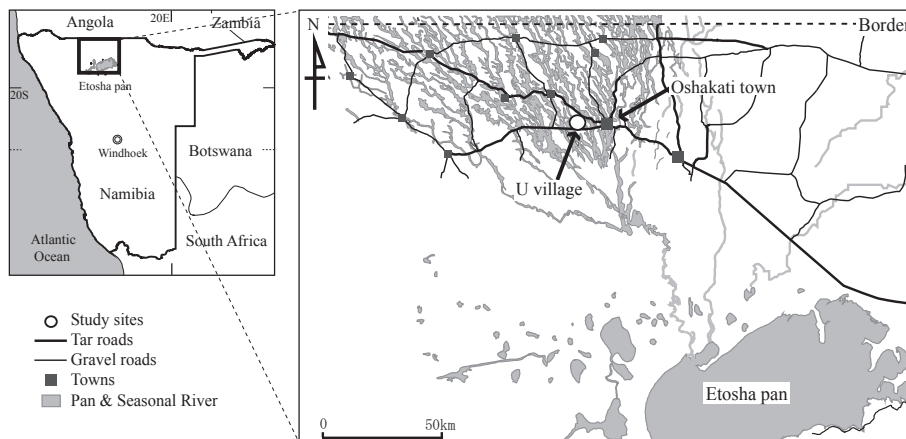 Angola
20E
Zambia
Etosha pan
20S
Windhoek
Botswana
Namibia
Atlantic
Ocean
South Africa
Study sites
Tar roads
Gravel roads
Towns
Pan & Seasonal River
N
Border
Oshakati town
U village
Etosha pan
0
50km